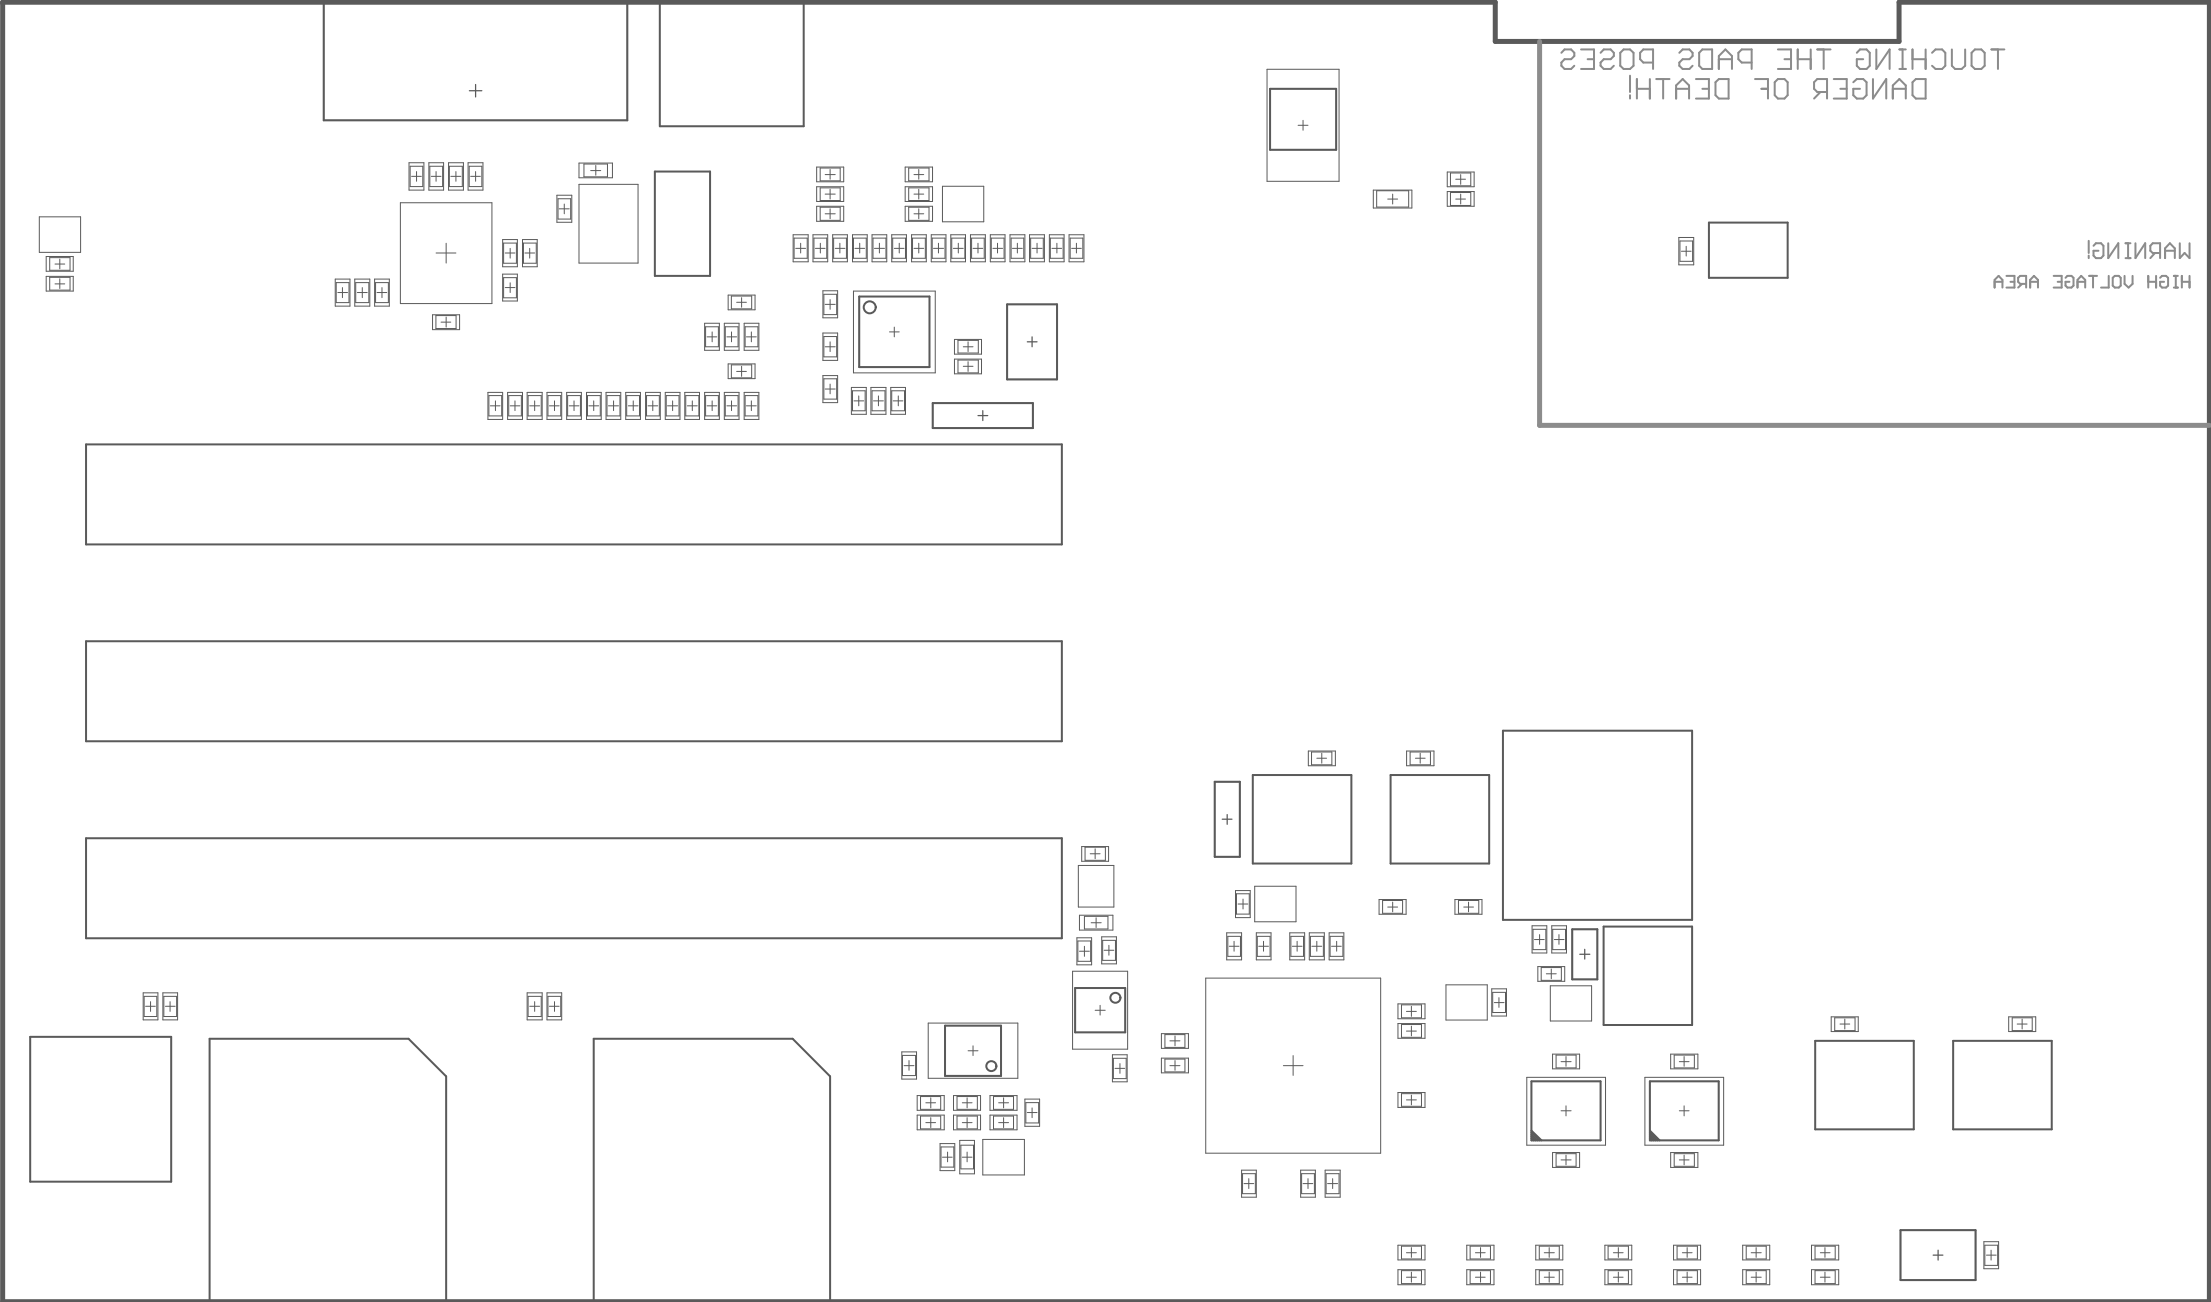 TOUCHING THE PADS POSES
DANGER OF DEATH!
WARNING!
HIGH VOLTAGE AREA